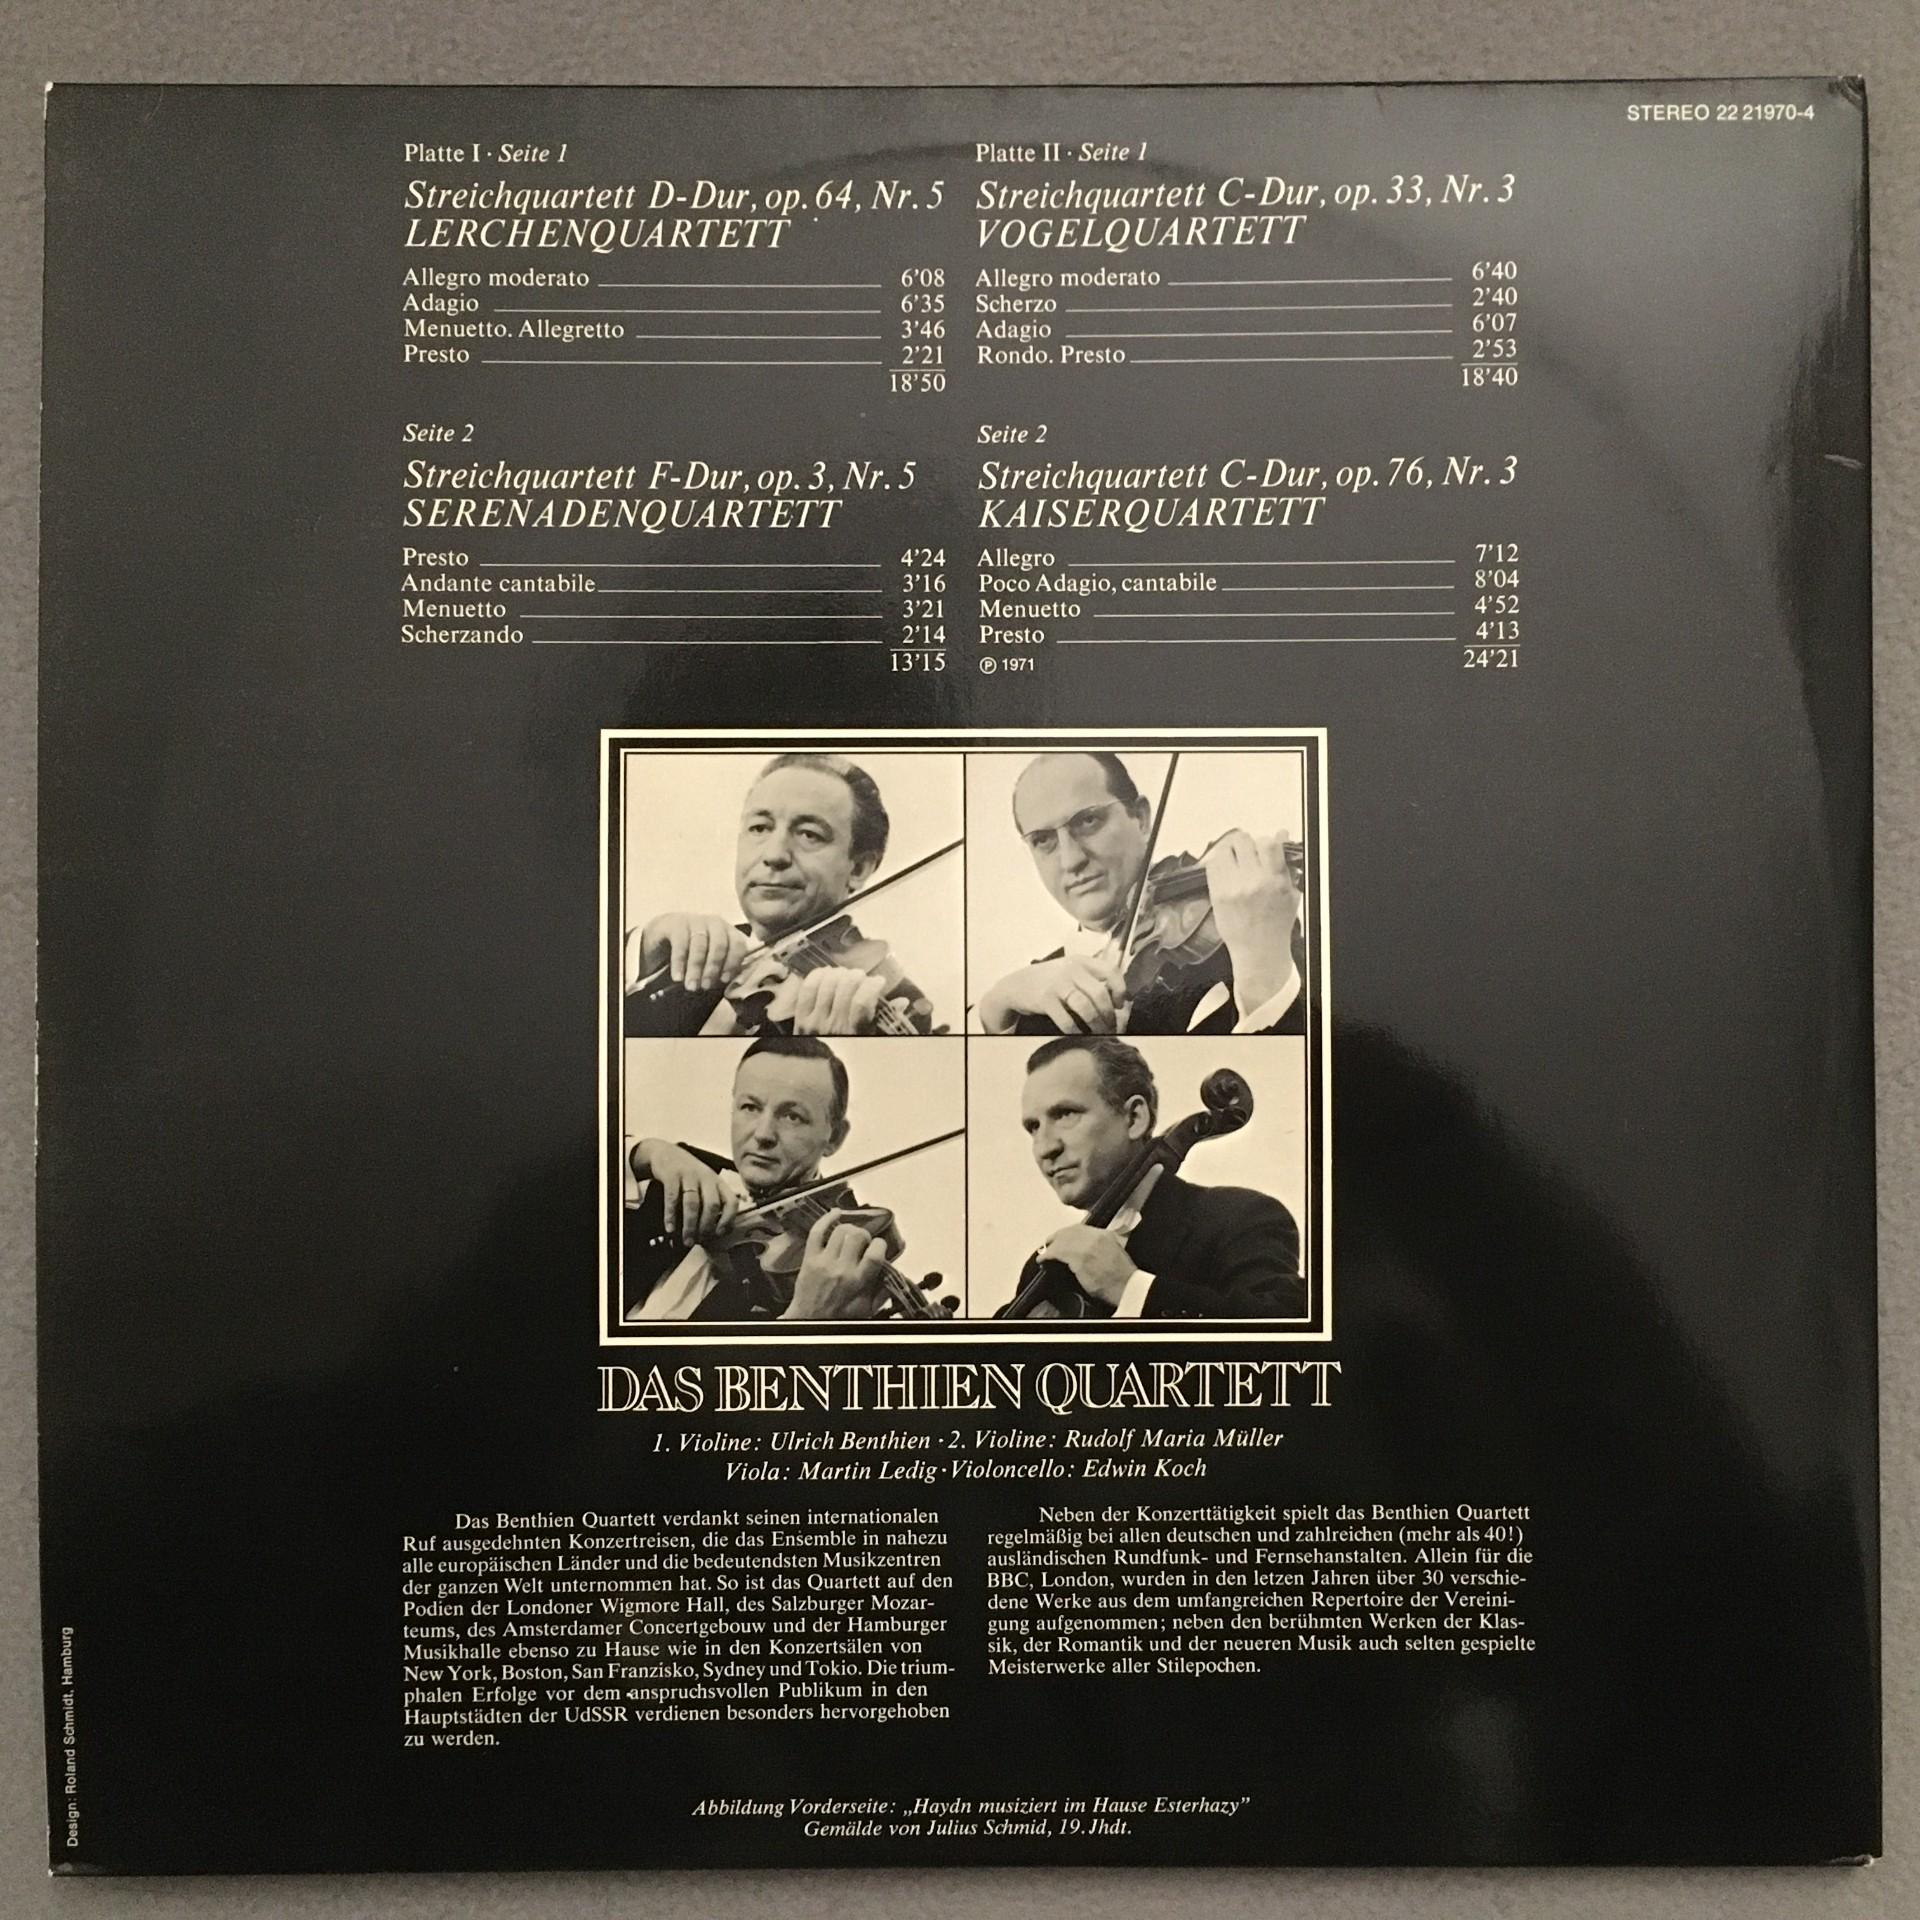 STEREO 22 21970-4
Platte I · Seite 1
Streichquartett D-Dur, op. 64, Nr. 5
LERCHENQUARTETT
Allegro moderato 6'08
Adagio 6'35
Menuetto. Allegretto 3'46
Presto 2'21
18'50
Seite 2
Streichquartett F-Dur, op. 3, Nr. 5
SERENADENQUARTETT
Presto 4'24
Andante cantabile 3'16
Menuetto 3'21
Scherzando 2'14
13'15
Platte II · Seite 1
Streichquartett C-Dur, op. 33, Nr. 3
VOGELQUARTETT
Allegro moderato 6'40
Scherzo 2'40
Adagio 6'07
Rondo. Presto 2'53
18'40
Seite 2
Streichquartett C-Dur, op. 76, Nr. 3
KAISERQUARTETT
Allegro 7'12
Poco Adagio, cantabile 8'04
Menuetto 4'52
Presto 4'13
24'21
℗ 1971
DAS BENTHIEN QUARTETT
1. Violine: Ulrich Benthien · 2. Violine: Rudolf Maria Müller
Viola: Martin Ledig · Violoncello: Edwin Koch
Das Benthien Quartett verdankt seinen internationalen
Ruf ausgedehnten Konzertreisen, die das Ensemble in nahezu
alle europäischen Länder und die bedeutendsten Musikzentren
der ganzen Welt unternommen hat. So ist das Quartett auf den
Podien der Londoner Wigmore Hall, des Salzburger Mozar-
teums, des Amsterdamer Concertgebouw und der Hamburger
Musikhalle ebenso zu Hause wie in den Konzertsälen von
New York, Boston, San Franzisko, Sydney und Tokio. Die trium-
phalen Erfolge vor dem anspruchsvollen Publikum in den
Hauptstädten der UdSSR verdienen besonders hervorgehoben
zu werden.
Neben der Konzerttätigkeit spielt das Benthien Quartett
regelmäßig bei allen deutschen und zahlreichen (mehr als 40!)
ausländischen Rundfunk- und Fernsehanstalten. Allein für die
BBC, London, wurden in den letzen Jahren über 30 verschie-
dene Werke aus dem umfangreichen Repertoire der Vereini-
gung aufgenommen; neben den berühmten Werken der Klas-
sik, der Romantik und der neueren Musik auch selten gespielte
Meisterwerke aller Stilepochen.
Abbildung Vorderseite: „Haydn musiziert im Hause Esterhazy”
Gemälde von Julius Schmid, 19. Jhdt.
Design: Roland Schmidt, Hamburg